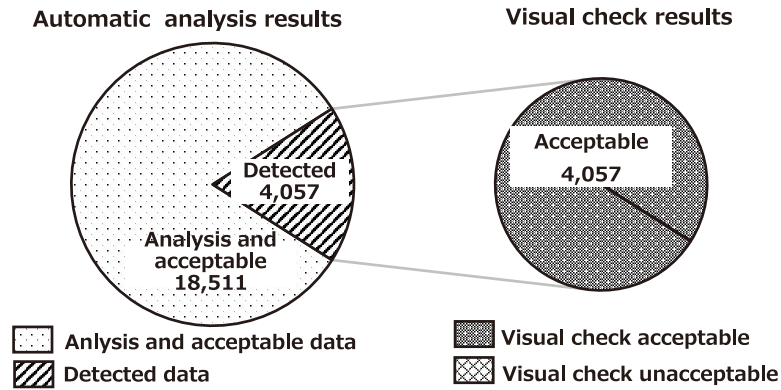 Automatic analysis results
Visual check results
Detected
4,057
Analysis and
acceptable
18,511
Acceptable
4,057
Anlysis and acceptable data
Detected data
Visual check acceptable
Visual check unacceptable